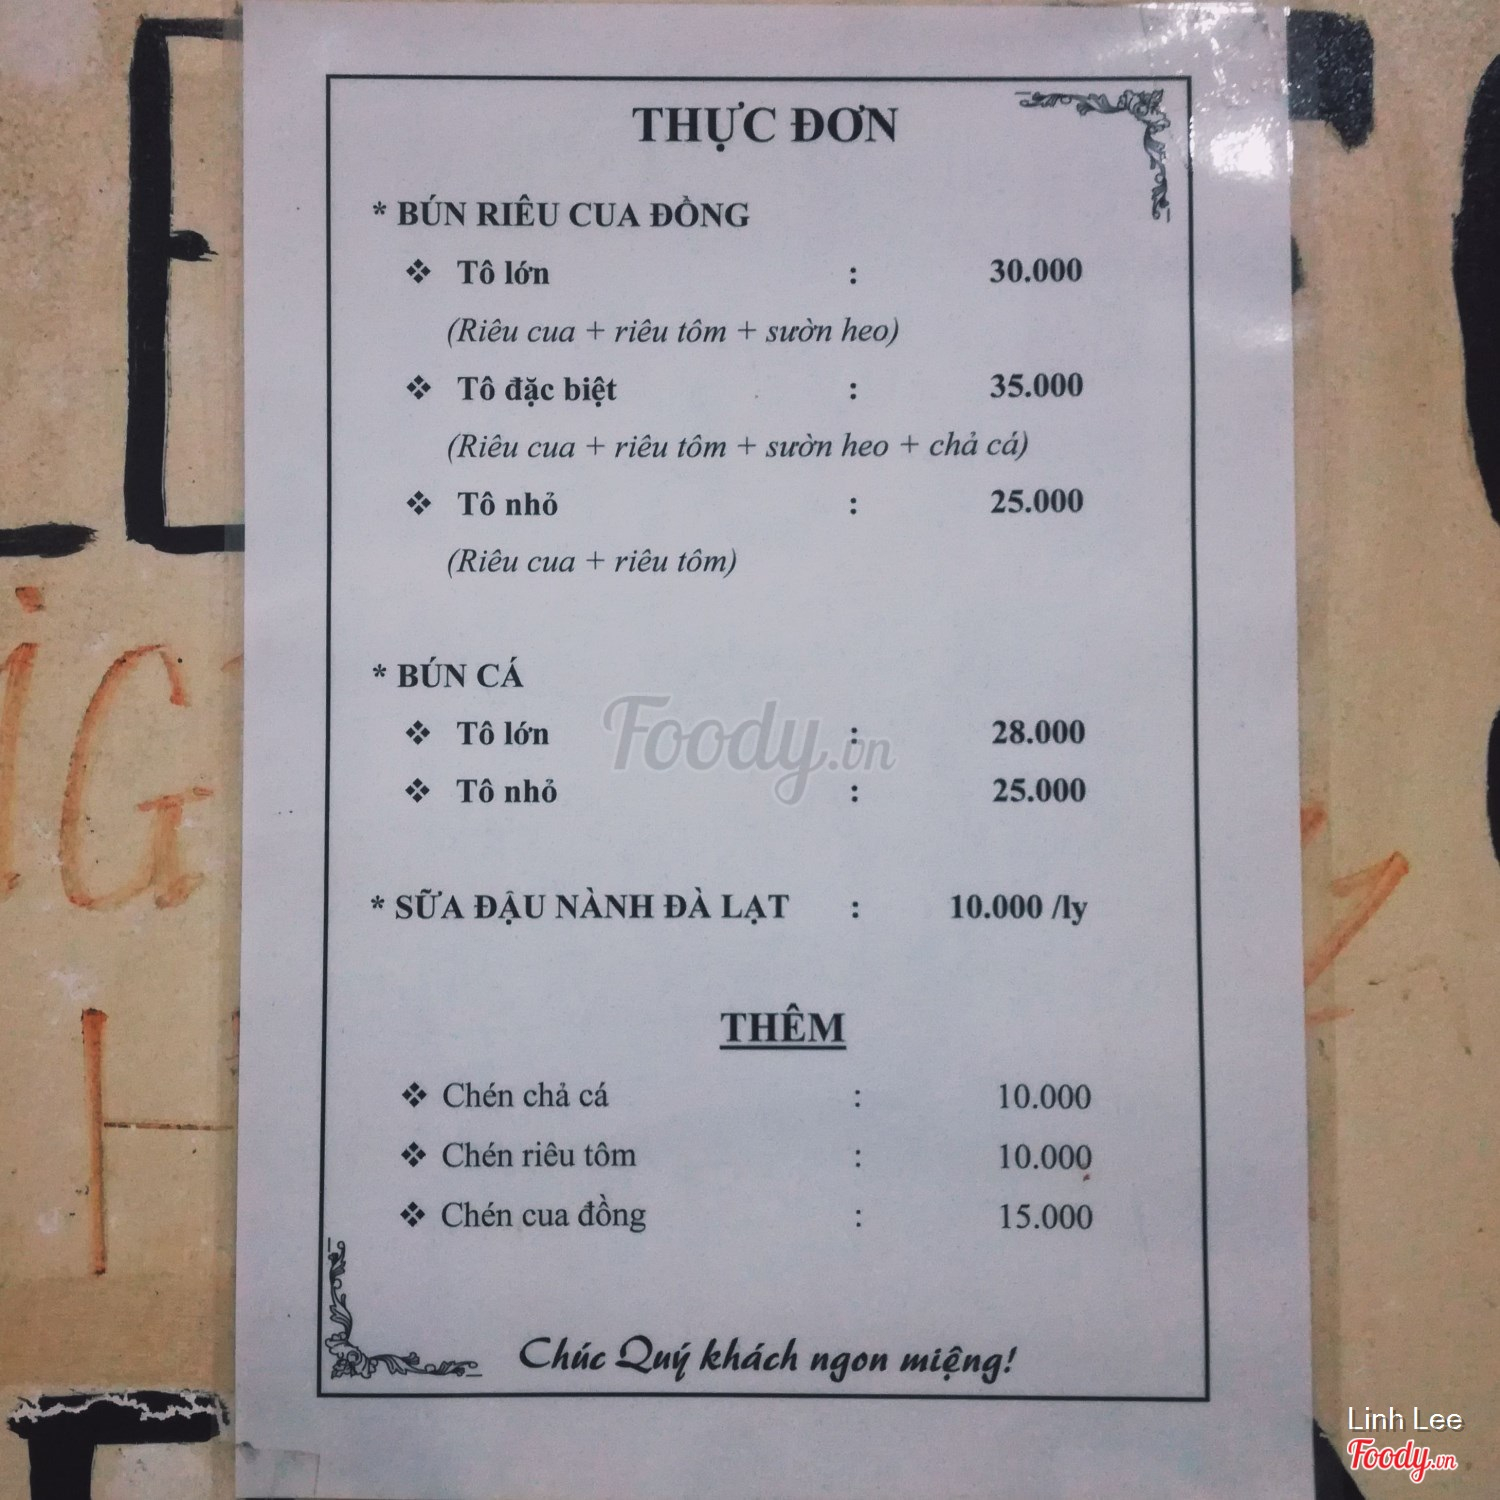 THỰC ĐƠN
* BÚN RIÊU CUA ĐỒNG
❖ Tô lớn : 30.000
(Riêu cua + riêu tôm + sườn heo)
❖ Tô đặc biệt : 35.000
(Riêu cua + riêu tôm + sườn heo + chả cá)
❖ Tô nhỏ : 25.000
(Riêu cua + riêu tôm)
* BÚN CÁ
❖ Tô lớn : 28.000
Foody.vn
❖ Tô nhỏ : 25.000
* SỮA ĐẬU NÀNH ĐÀ LẠT : 10.000 /ly
THÊM
❖ Chén chả cá : 10.000
❖ Chén riêu tôm : 10.000
❖ Chén cua đồng : 15.000
Chúc Quý khách ngon miệng!
Linh Lee
Foody.vn